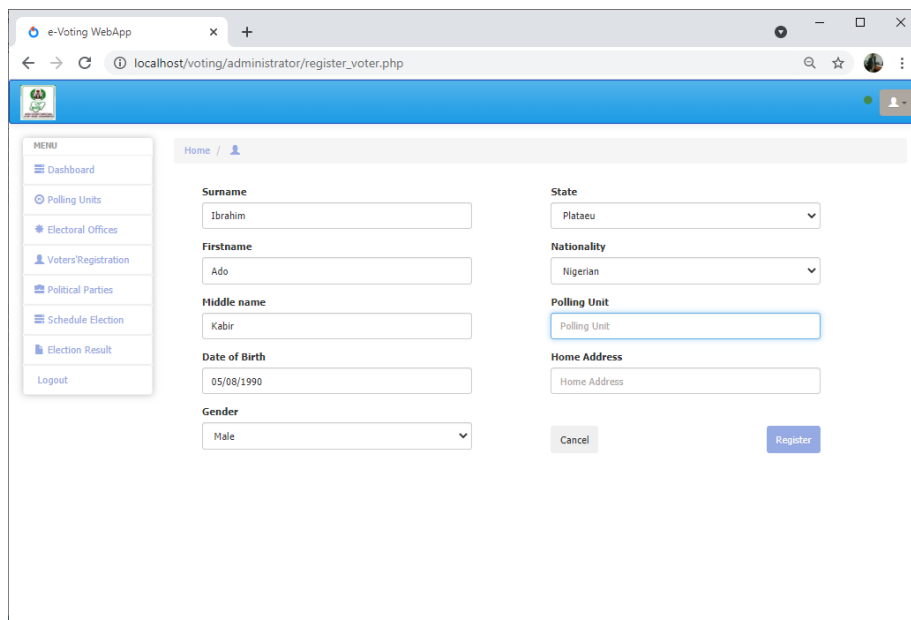 e-Voting WebApp
localhost/voting/administrator/register_voter.php
MENU
Dashboard
Polling Units
Electoral Offices
Voters'Registration
Political Parties
Schedule Election
Election Result
Logout
Home /
Surname
Ibrahim
Firstname
Ado
Middle name
Kabir
Date of Birth
05/08/1990
Gender
Male
State
Plataeu
Nationality
Nigerian
Polling Unit
Polling Unit
Home Address
Home Address
Cancel
Register